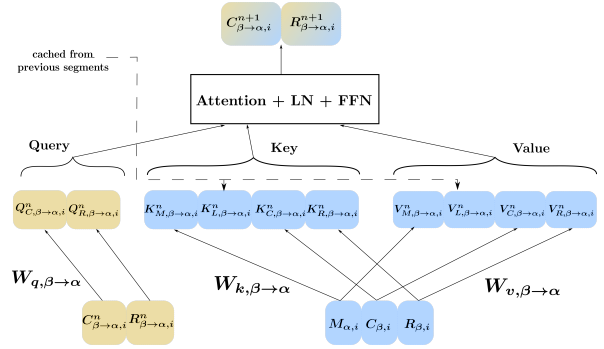 C^{n+1}_{β→α,i} R^{n+1}_{β→α,i}
cached from
previous segments
Attention + LN + FFN
Query
Key
Value
Q^n_{C,β→α,i} Q^n_{R,β→α,i}
K^n_{M,β→α,i} K^n_{L,β→α,i} K^n_{C,β→α,i} K^n_{R,β→α,i}
V^n_{M,β→α,i} V^n_{L,β→α,i} V^n_{C,β→α,i} V^n_{R,β→α,i}
W_{q,β→α}
W_{k,β→α}
W_{v,β→α}
C^n_{β→α,i} R^n_{β→α,i}
M_{α,i} C_{β,i} R_{β,i}